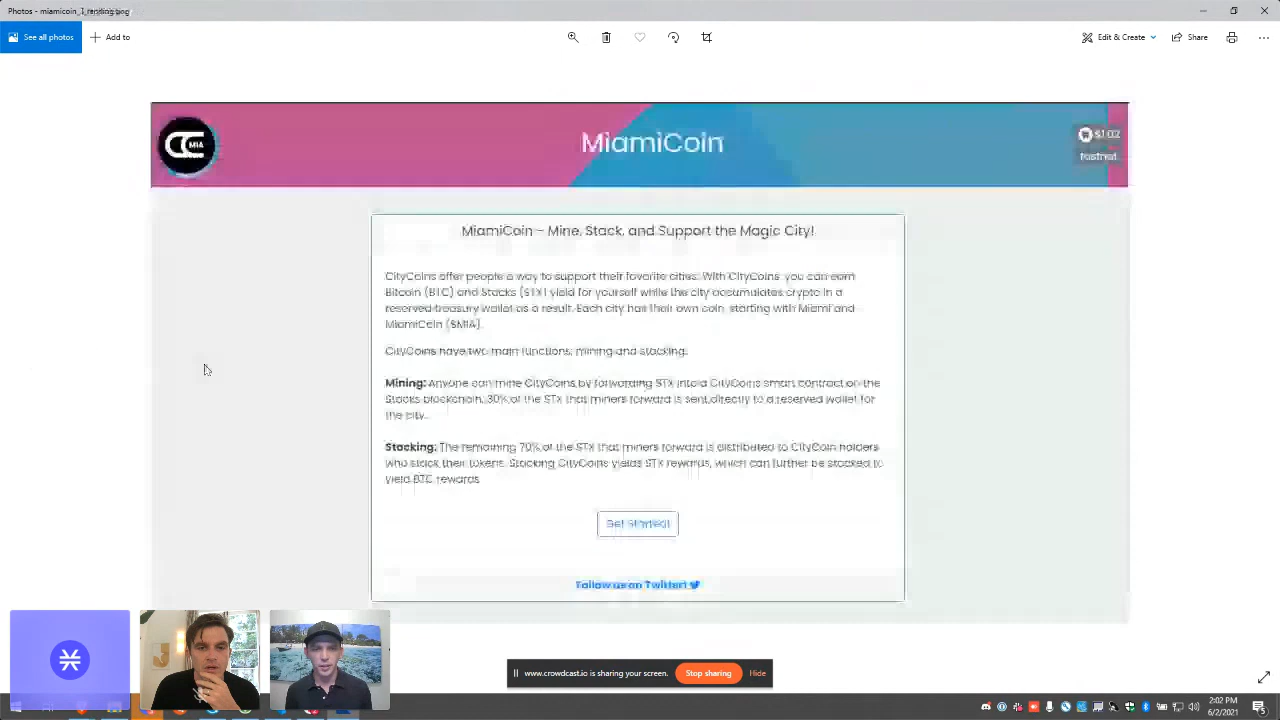 Photos - miamicoin_1_landing.png
See all photos
Add to
Edit & Create
Share
CC MIA
MiamiCoin
$1.02
testnet
MiamiCoin - Mine, Stack, and Support the Magic City!
CityCoins offer people a way to support their favorite cities. With CityCoins you can earn
Bitcoin (BTC) and Stacks (STX) yield for yourself while the city accumulates crypto in a
reserved treasury wallet as a result. Each city has their own coin, starting with Miami and
MiamiCoin ($MIA).
CityCoins have two main functions, mining and stacking.
Mining: Anyone can mine CityCoins by forwarding STX into a CityCoins smart contract on the
Stacks blockchain. 30% of the STX that miners forward is sent directly to a reserved wallet for
the city.
Stacking: The remaining 70% of the STX that miners forward is distributed to CityCoin holders
who stack their tokens. Stacking CityCoins yields STX rewards, which can further be stacked to
yield BTC rewards
Get Started!
Follow us on Twitter!
www.crowdcast.io is sharing your screen.
Stop sharing
Hide
2:02 PM
6/2/2021